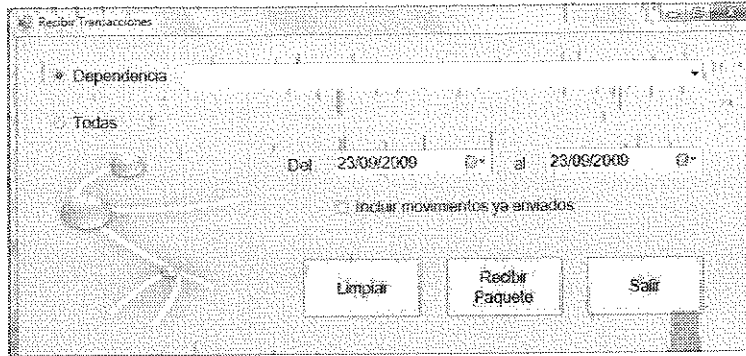 Recibir Transacciones
Dependencia
Todas
Del 23/09/2009 al 23/09/2009
Incluir movimientos ya enviados
Limpiar
Recibir
Paquete
Salir